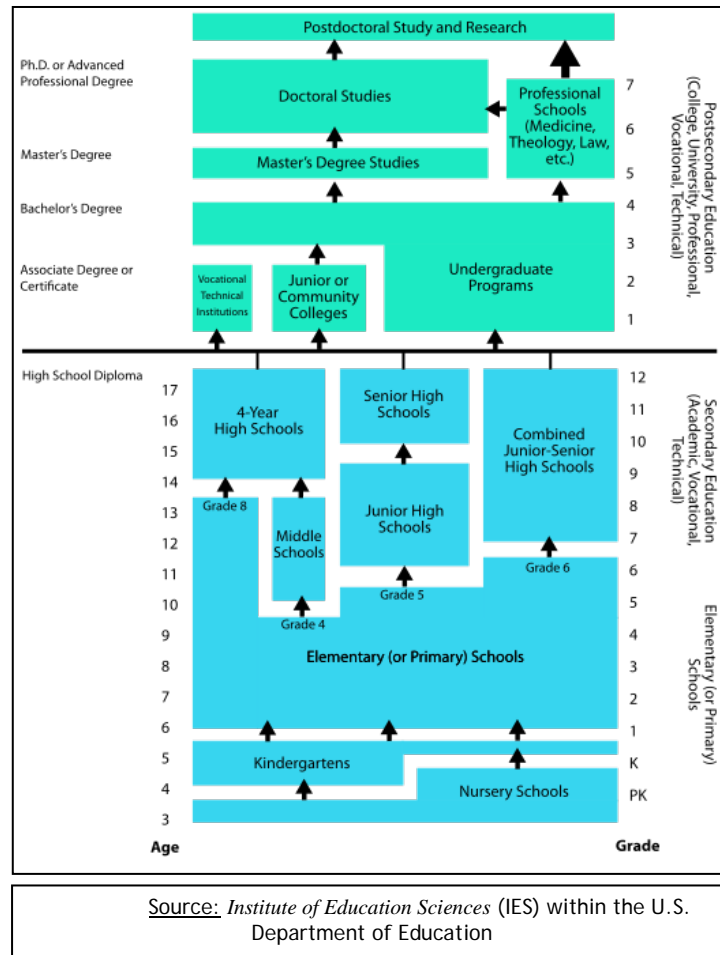 Postdoctoral Study and Research
Ph.D. or Advanced
Professional Degree
Doctoral Studies
Professional
Schools
(Medicine,
Theology, Law,
etc.)
7
6
Master's Degree
Master's Degree Studies
5
Bachelor's Degree
4
3
Associate Degree or
Certificate
Vocational
Technical
Institutions
Junior or
Community
Colleges
Undergraduate
Programs
2
1
Postsecondary Education
(College, University, Professional,
Vocational, Technical)
High School Diploma
17
16
15
14
13
12
11
10
9
8
7
6
5
4
3
Age
4-Year
High Schools
Senior High
Schools
Combined
Junior-Senior
High Schools
Grade 8
Middle
Schools
Junior High
Schools
Grade 4
Grade 5
Grade 6
Elementary (or Primary) Schools
Kindergartens
Nursery Schools
12
11
10
9
8
7
6
5
4
3
2
1
K
PK
Grade
Secondary Education
(Academic, Vocational,
Technical)
Elementary (or Primary)
Schools
Source: Institute of Education Sciences (IES) within the U.S.
Department of Education